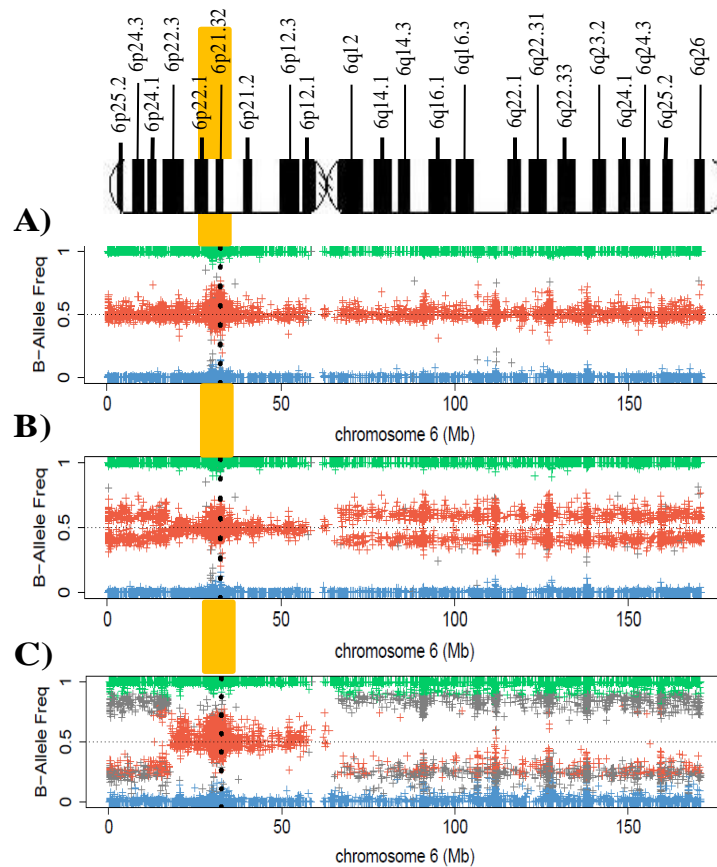 6p25.2 6p24.3 6p24.1 6p22.3 6p22.1 6p21.32 6p21.2 6p12.3 6p12.1 6q12 6q14.1 6q14.3 6q16.1 6q16.3 6q22.1 6q22.31 6q22.33 6q23.2 6q24.1 6q24.3 6q25.2 6q26
A)
B-Allele Freq
1
0.5
0
0 50 100 150
chromosome 6 (Mb)
B)
B-Allele Freq
1
0.5
0
0 50 100 150
chromosome 6 (Mb)
C)
B-Allele Freq
1
0.5
0
0 50 100 150
chromosome 6 (Mb)